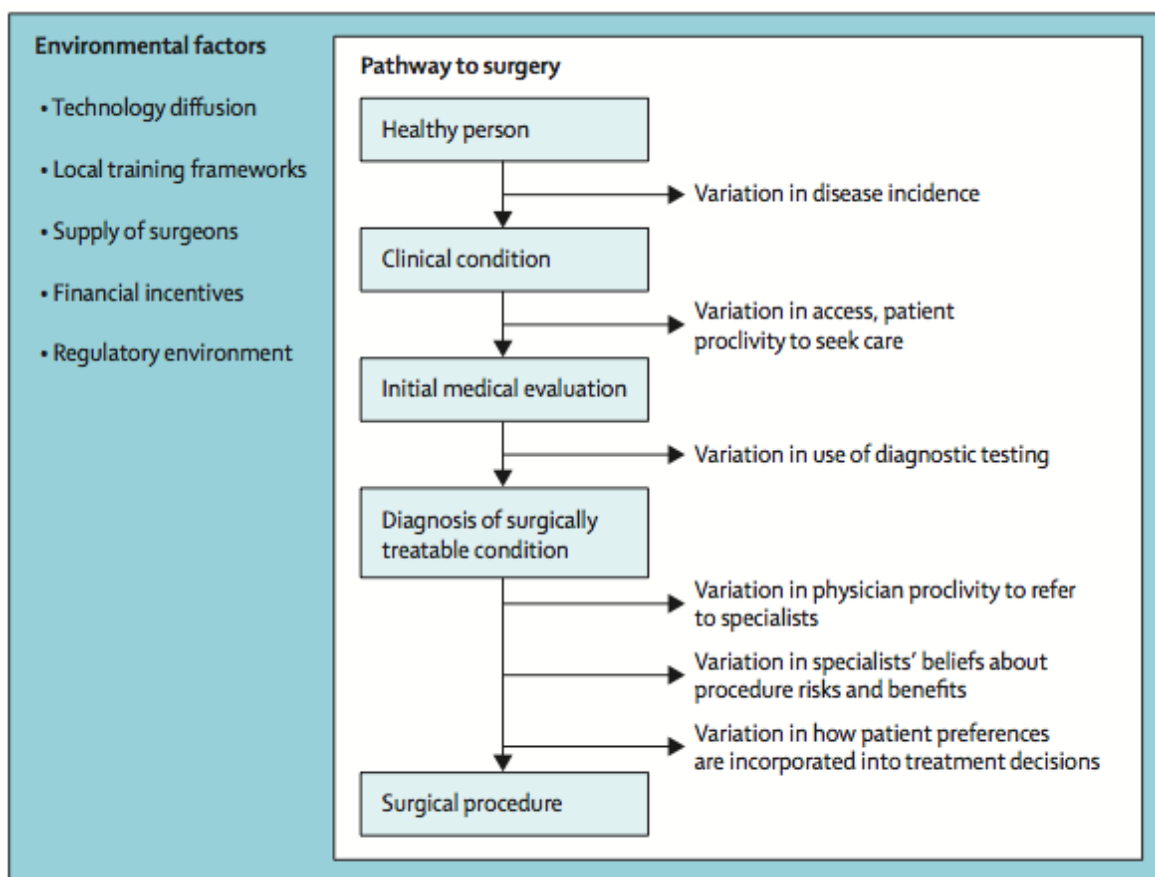 Environmental factors
• Technology diffusion
• Local training frameworks
• Supply of surgeons
• Financial incentives
• Regulatory environment
Pathway to surgery
Healthy person
Variation in disease incidence
Clinical condition
Variation in access, patient
proclivity to seek care
Initial medical evaluation
Variation in use of diagnostic testing
Diagnosis of surgically
treatable condition
Variation in physician proclivity to refer
to specialists
Variation in specialists’ beliefs about
procedure risks and benefits
Variation in how patient preferences
are incorporated into treatment decisions
Surgical procedure